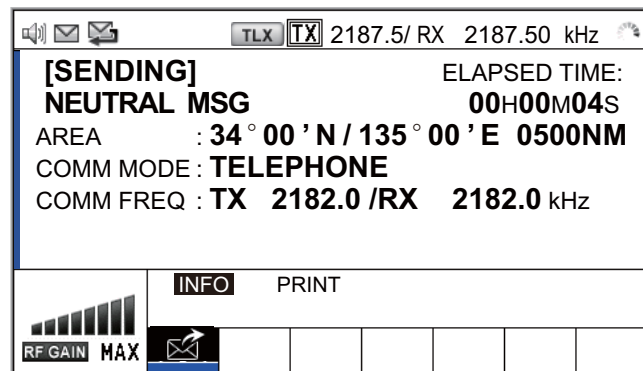 TLX TX 2187.5/ RX 2187.50 kHz
[SENDING] ELAPSED TIME:
NEUTRAL MSG 00H00M04S
AREA : 34°00'N / 135°00'E 0500NM
COMM MODE : TELEPHONE
COMM FREQ : TX 2182.0 /RX 2182.0 kHz
INFO PRINT
RF GAIN MAX